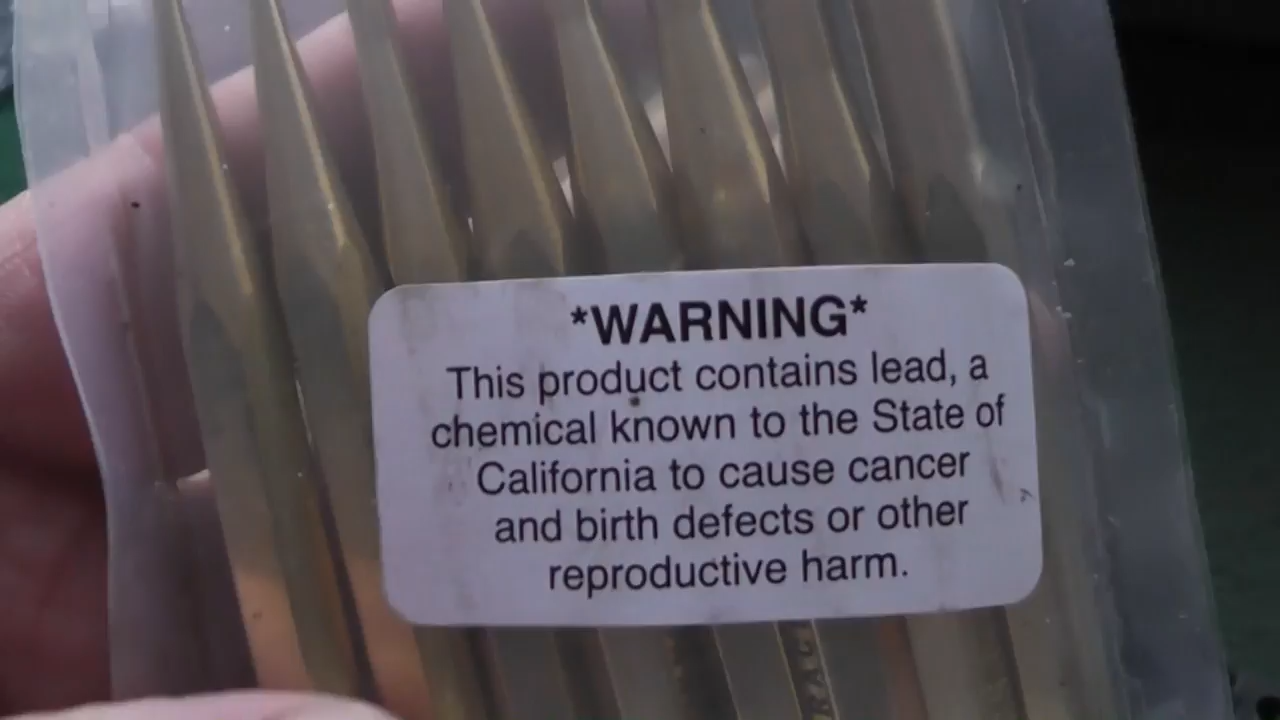 *WARNING*
This product contains lead, a
chemical known to the State of
California to cause cancer
and birth defects or other
reproductive harm.